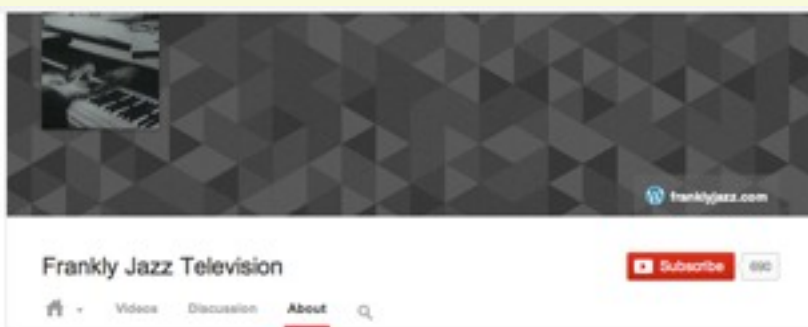 franklyjazz.com
Frankly Jazz Television
Subscribe 690
Videos Discussion About